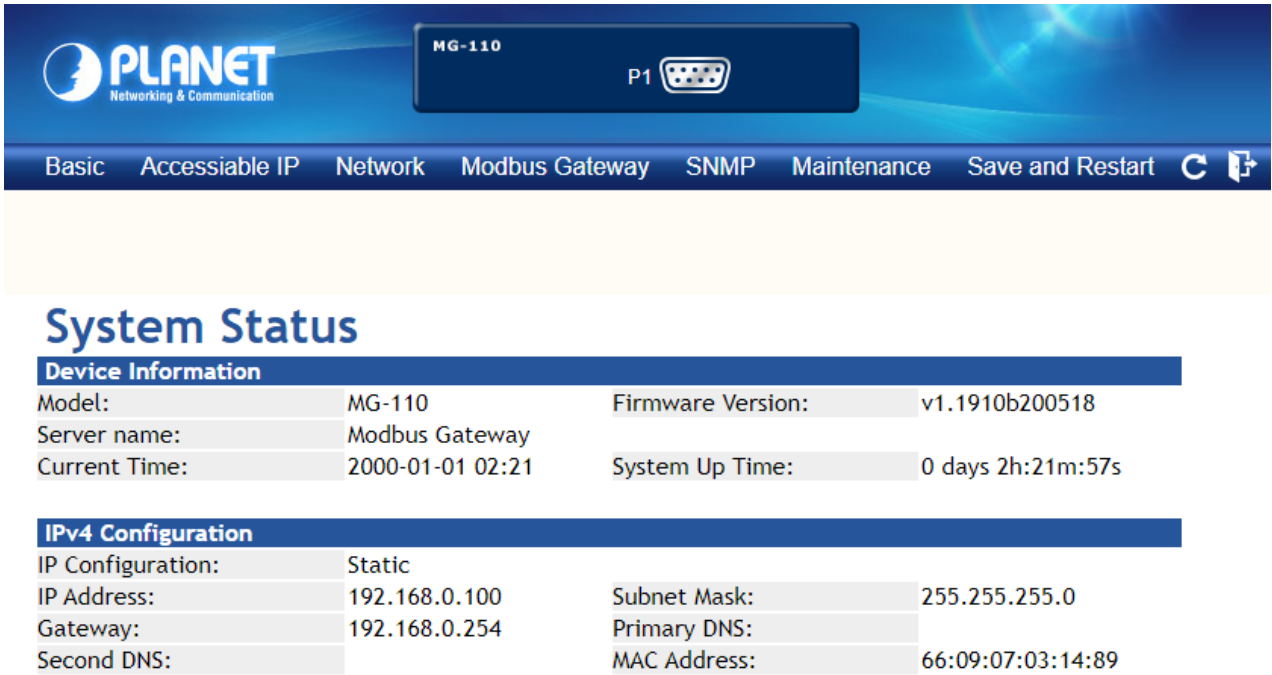 PLANET
Networking & Communication
MG-110
P1
Basic Accessiable IP Network Modbus Gateway SNMP Maintenance Save and Restart
System Status
Device Information
Model: MG-110 Firmware Version: v1.1910b200518
Server name: Modbus Gateway
Current Time: 2000-01-01 02:21 System Up Time: 0 days 2h:21m:57s
IPv4 Configuration
IP Configuration: Static
IP Address: 192.168.0.100 Subnet Mask: 255.255.255.0
Gateway: 192.168.0.254 Primary DNS:
Second DNS: MAC Address: 66:09:07:03:14:89